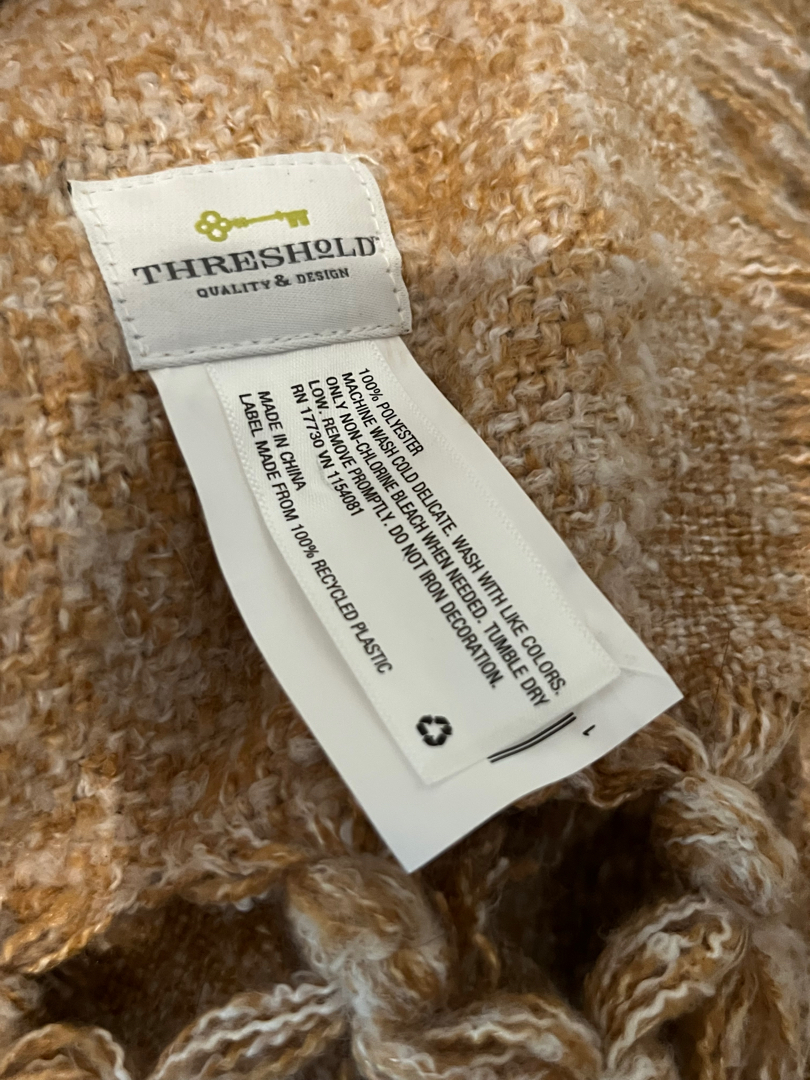 THRESHOLD™
QUALITY & DESIGN
100% POLYESTER
MACHINE WASH COLD DELICATE. WASH WITH LIKE COLORS.
ONLY NON-CHLORINE BLEACH WHEN NEEDED. TUMBLE DRY
LOW. REMOVE PROMPTLY. DO NOT IRON DECORATION.
RN 17730 VN 1154081
MADE IN CHINA
LABEL MADE FROM 100% RECYCLED PLASTIC
1